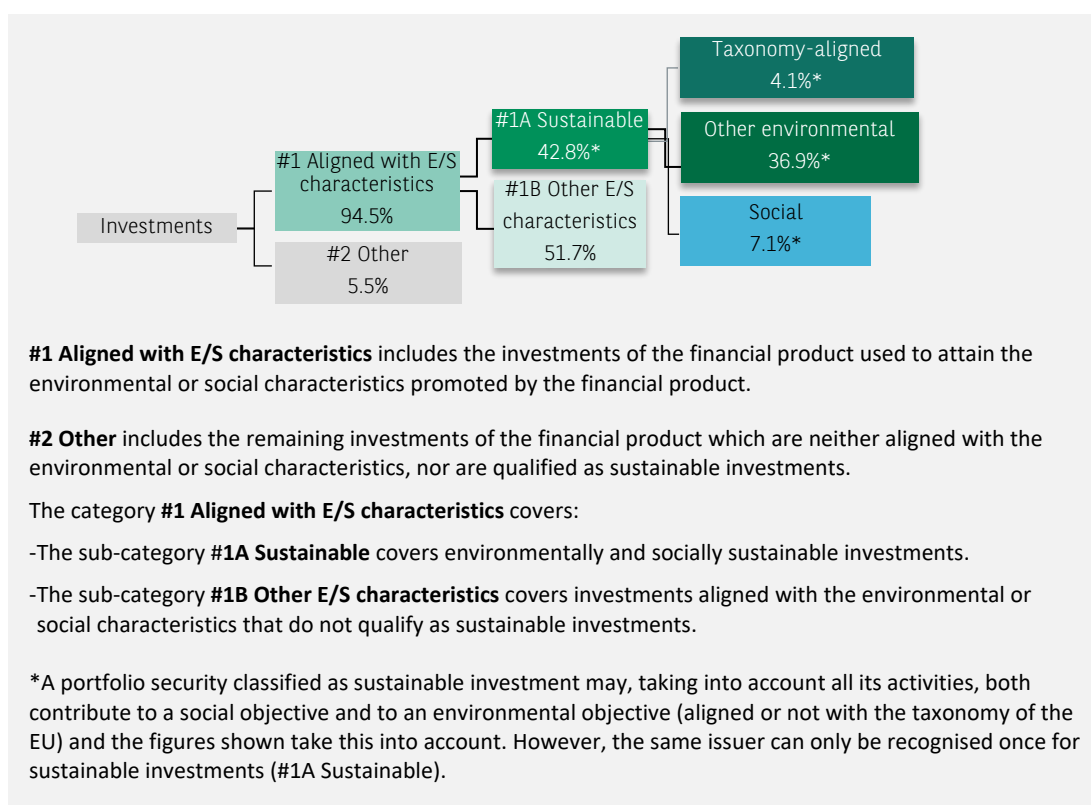 Investments
#1 Aligned with E/S
characteristics
94.5%
#2 Other
5.5%
#1A Sustainable
42.8%*
#1B Other E/S
characteristics
51.7%
Taxonomy-aligned
4.1%*
Other environmental
36.9%*
Social
7.1%*
#1 Aligned with E/S characteristics includes the investments of the financial product used to attain the
environmental or social characteristics promoted by the financial product.
#2 Other includes the remaining investments of the financial product which are neither aligned with the
environmental or social characteristics, nor are qualified as sustainable investments.
The category #1 Aligned with E/S characteristics covers:
-The sub-category #1A Sustainable covers environmentally and socially sustainable investments.
-The sub-category #1B Other E/S characteristics covers investments aligned with the environmental or
social characteristics that do not qualify as sustainable investments.
*A portfolio security classified as sustainable investment may, taking into account all its activities, both
contribute to a social objective and to an environmental objective (aligned or not with the taxonomy of the
EU) and the figures shown take this into account. However, the same issuer can only be recognised once for
sustainable investments (#1A Sustainable).